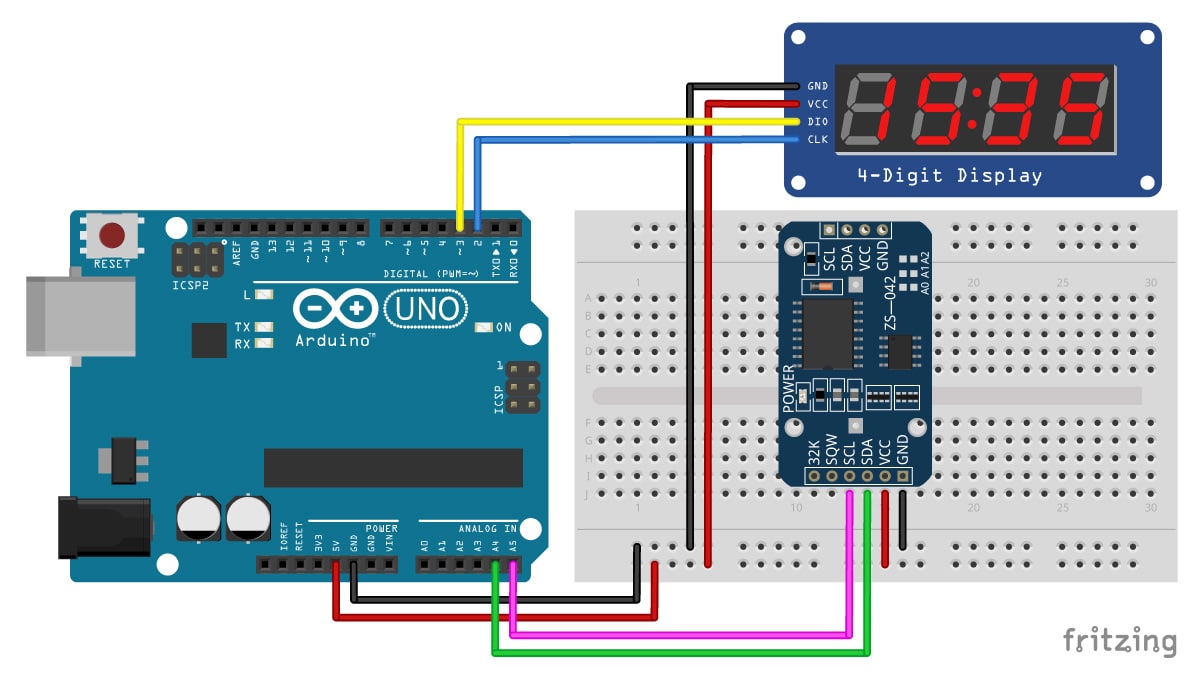 GND
VCC
DIO
CLK
15:35
4-Digit Display
RESET
ICSP2
AREF
GND
13
12
~11
~10
~9
8
7
~6
~5
4
~3
2
TX0▶1
RX0◀0
DIGITAL (PWM=~)
L
TX
RX
Arduino™
UNO
ON
1
ICSP
IOREF
RESET
3V3
5V
GND
GND
VIN
POWER
ANALOG IN
A0
A1
A2
A3
A4
A5
SCL
SDA
VCC
GND
A0 A1 A2
ZS-042
POWER
32K
SQW
SCL
SDA
VCC
GND
1
20
25
30
A
B
C
D
E
A
B
C
D
E
F
G
H
I
J
F
G
H
I
J
1
10
20
25
30
fritzing